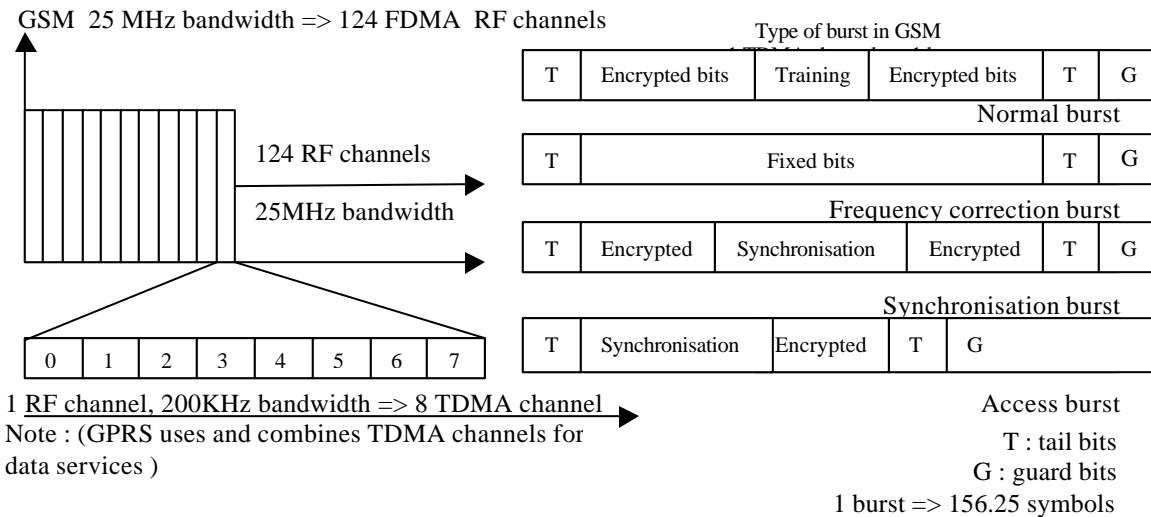 GSM 25 MHz bandwidth => 124 FDMA RF channels
124 RF channels
25MHz bandwidth
0 1 2 3 4 5 6 7
1 RF channel, 200KHz bandwidth => 8 TDMA channel
Note : (GPRS uses and combines TDMA channels for
data services )
Type of burst in GSM
T Encrypted bits Training Encrypted bits T G
Normal burst
T Fixed bits T G
Frequency correction burst
T Encrypted Synchronisation Encrypted T G
Synchronisation burst
T Synchronisation Encrypted T G
Access burst
T : tail bits
G : guard bits
1 burst => 156.25 symbols